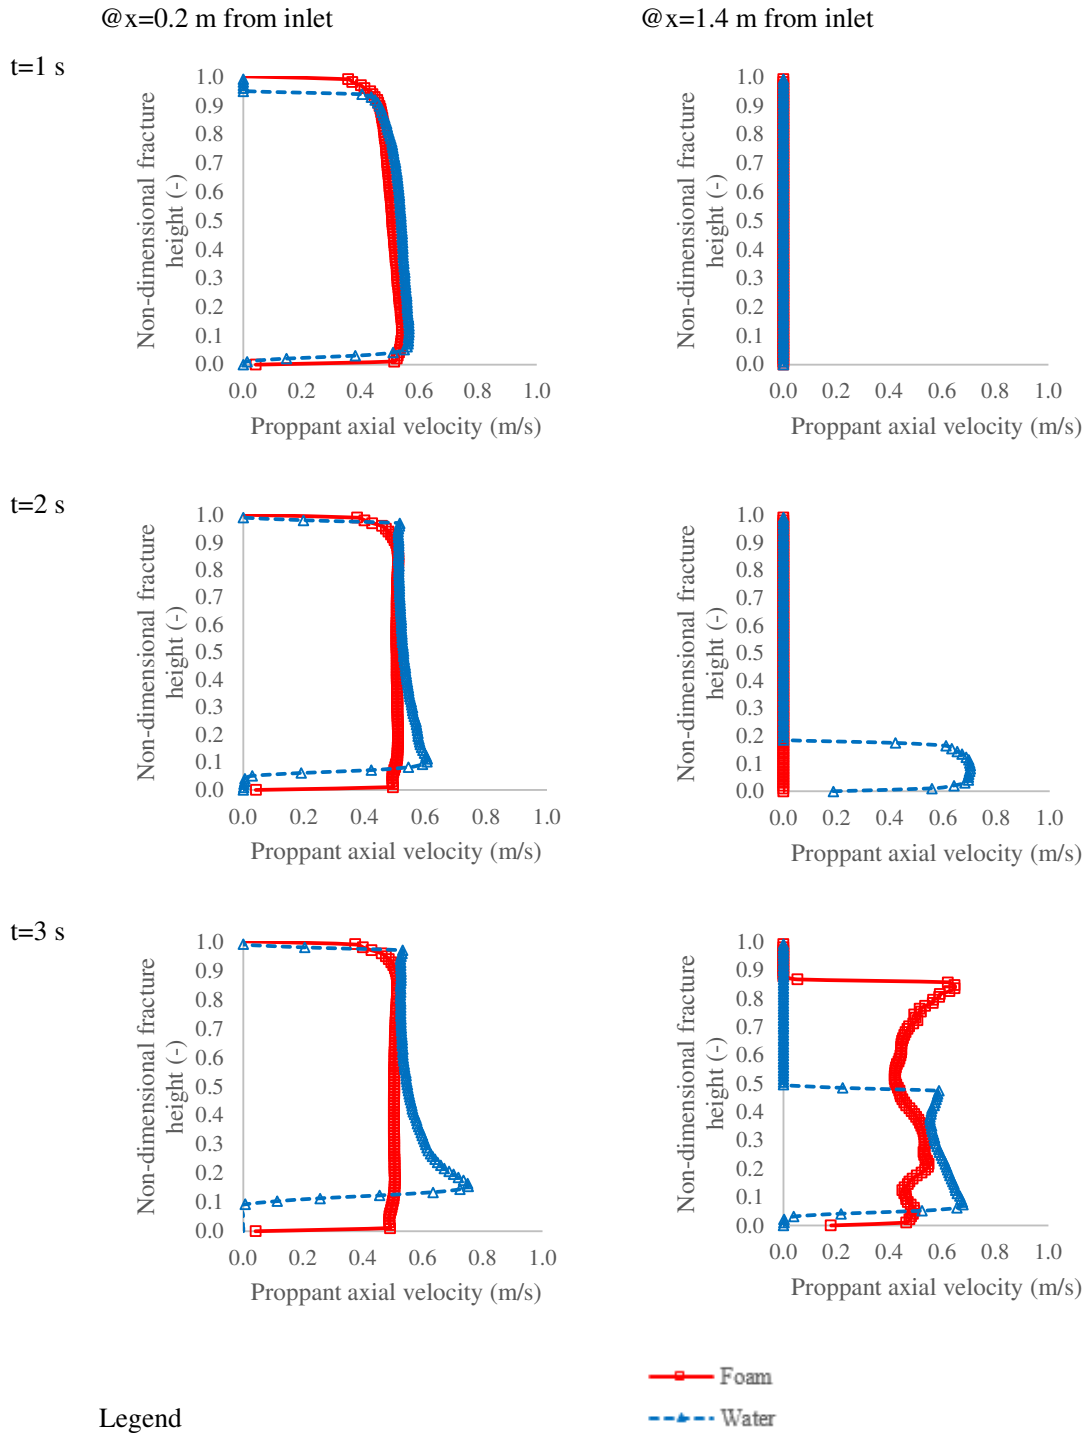 @x=0.2 m from inlet
@x=1.4 m from inlet
t=1 s
Non-dimensional fracture
height (-)
1.0
0.9
0.8
0.7
0.6
0.5
0.4
0.3
0.2
0.1
0.0
0.0 0.2 0.4 0.6 0.8 1.0
Proppant axial velocity (m/s)
Non-dimensional fracture
height (-)
1.0
0.9
0.8
0.7
0.6
0.5
0.4
0.3
0.2
0.1
0.0
0.0 0.2 0.4 0.6 0.8 1.0
Proppant axial velocity (m/s)
t=2 s
Non-dimensional fracture
height (-)
1.0
0.9
0.8
0.7
0.6
0.5
0.4
0.3
0.2
0.1
0.0
0.0 0.2 0.4 0.6 0.8 1.0
Proppant axial velocity (m/s)
Non-dimensional fracture
height (-)
1.0
0.9
0.8
0.7
0.6
0.5
0.4
0.3
0.2
0.1
0.0
0.0 0.2 0.4 0.6 0.8 1.0
Proppant axial velocity (m/s)
t=3 s
Non-dimensional fracture
height (-)
1.0
0.9
0.8
0.7
0.6
0.5
0.4
0.3
0.2
0.1
0.0
0.0 0.2 0.4 0.6 0.8 1.0
Proppant axial velocity (m/s)
Non-dimensional fracture
height (-)
1.0
0.9
0.8
0.7
0.6
0.5
0.4
0.3
0.2
0.1
0.0
0.0 0.2 0.4 0.6 0.8 1.0
Proppant axial velocity (m/s)
Legend
Foam
Water